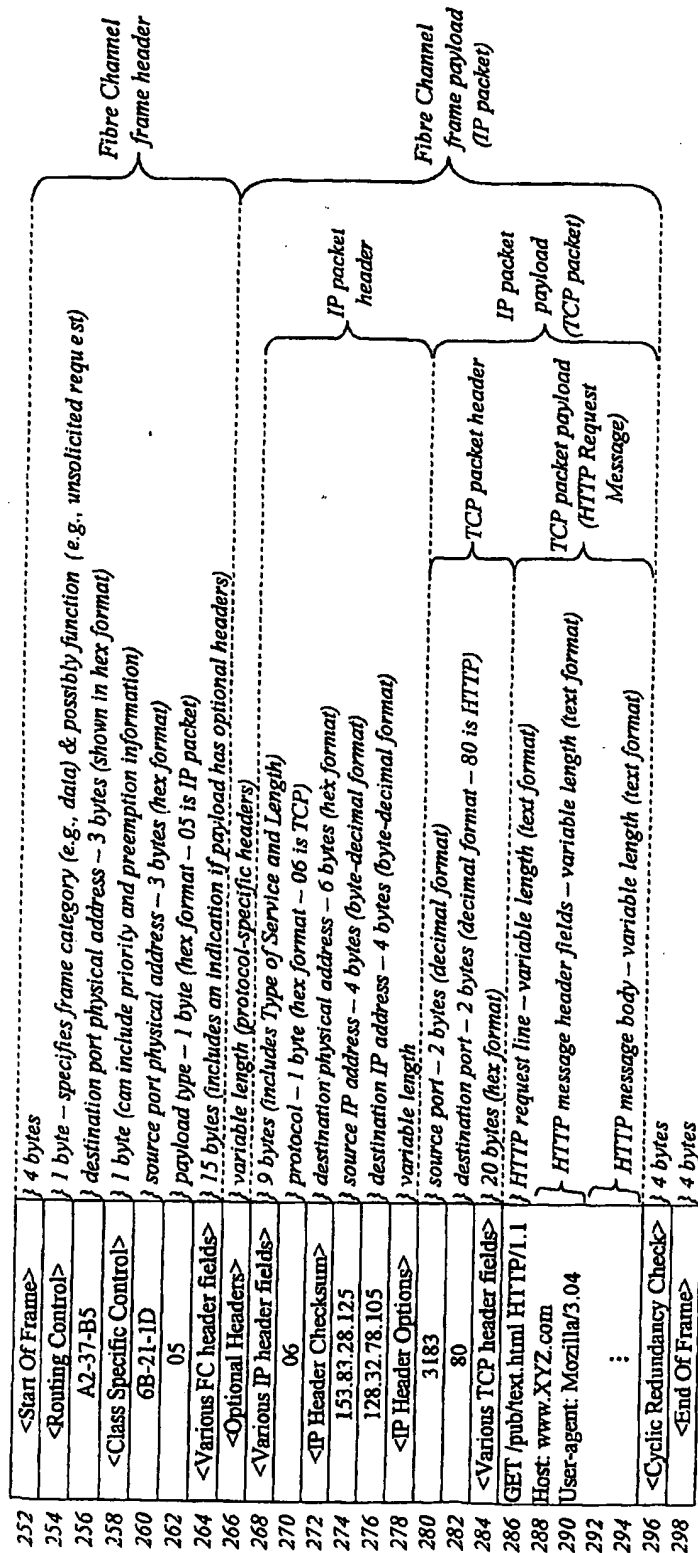 252 <Start Of Frame> } 4 bytes
254 <Routing Control> } 1 byte – specifies frame category (e.g., data) & possibly function (e.g., unsolicited request)
256 A2-37-B5 } destination port physical address – 3 bytes (shown in hex format)
258 <Class Specific Control> } 1 byte (can include priority and preemption information)
260 6B-21-1D } source port physical address – 3 bytes (hex format)
262 05 } payload type – 1 byte (hex format – 05 is IP packet)
264 <Various FC header fields> } 15 bytes (includes an indication if payload has optional headers)
266 <Optional Headers> } variable length (protocol-specific headers)
268 <Various IP header fields> } 9 bytes (includes Type of Service and Length)
270 06 } protocol – 1 byte (hex format – 06 is TCP)
272 <IP Header Checksum> } destination physical address – 6 bytes (hex format)
274 153.83.28.125 } source IP address – 4 bytes (byte-decimal format)
276 128.32.78.105 } destination IP address – 4 bytes (byte-decimal format)
278 <IP Header Options> } variable length
280 3183 } source port – 2 bytes (decimal format)
282 80 } destination port – 2 bytes (decimal format – 80 is HTTP)
284 <Various TCP header fields> } 20 bytes (hex format)
286 GET /pub/text.html HTTP/1.1 } HTTP request line – variable length (text format)
288 Host: www.XYZ.com
290 User-agent: Mozilla/3.04
HTTP message header fields – variable length (text format)
292
294 ⋮
HTTP message body – variable length (text format)
296 <Cyclic Redundancy Check> } 4 bytes
298 <End Of Frame> } 4 bytes
TCP packet header
TCP packet payload
(HTTP Request
Message)
IP packet
header
IP packet
payload
(TCP packet)
Fibre Channel
frame header
Fibre Channel
frame payload
(IP packet)